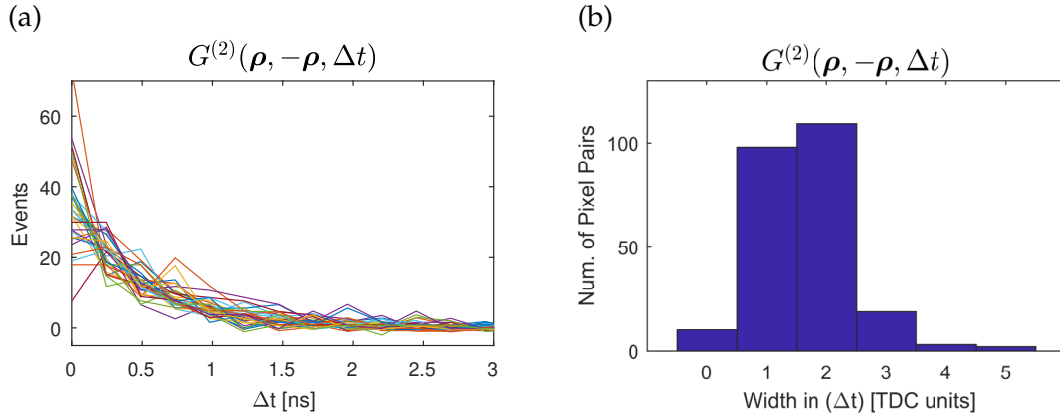 (a)
G^{(2)}(ρ, −ρ, Δt)
60
40
20
0
Events
0 0.5 1 1.5 2 2.5 3
Δt [ns]
(b)
G^{(2)}(ρ, −ρ, Δt)
100
50
0
Num. of Pixel Pairs
0 1 2 3 4 5
Width in (Δt) [TDC units]